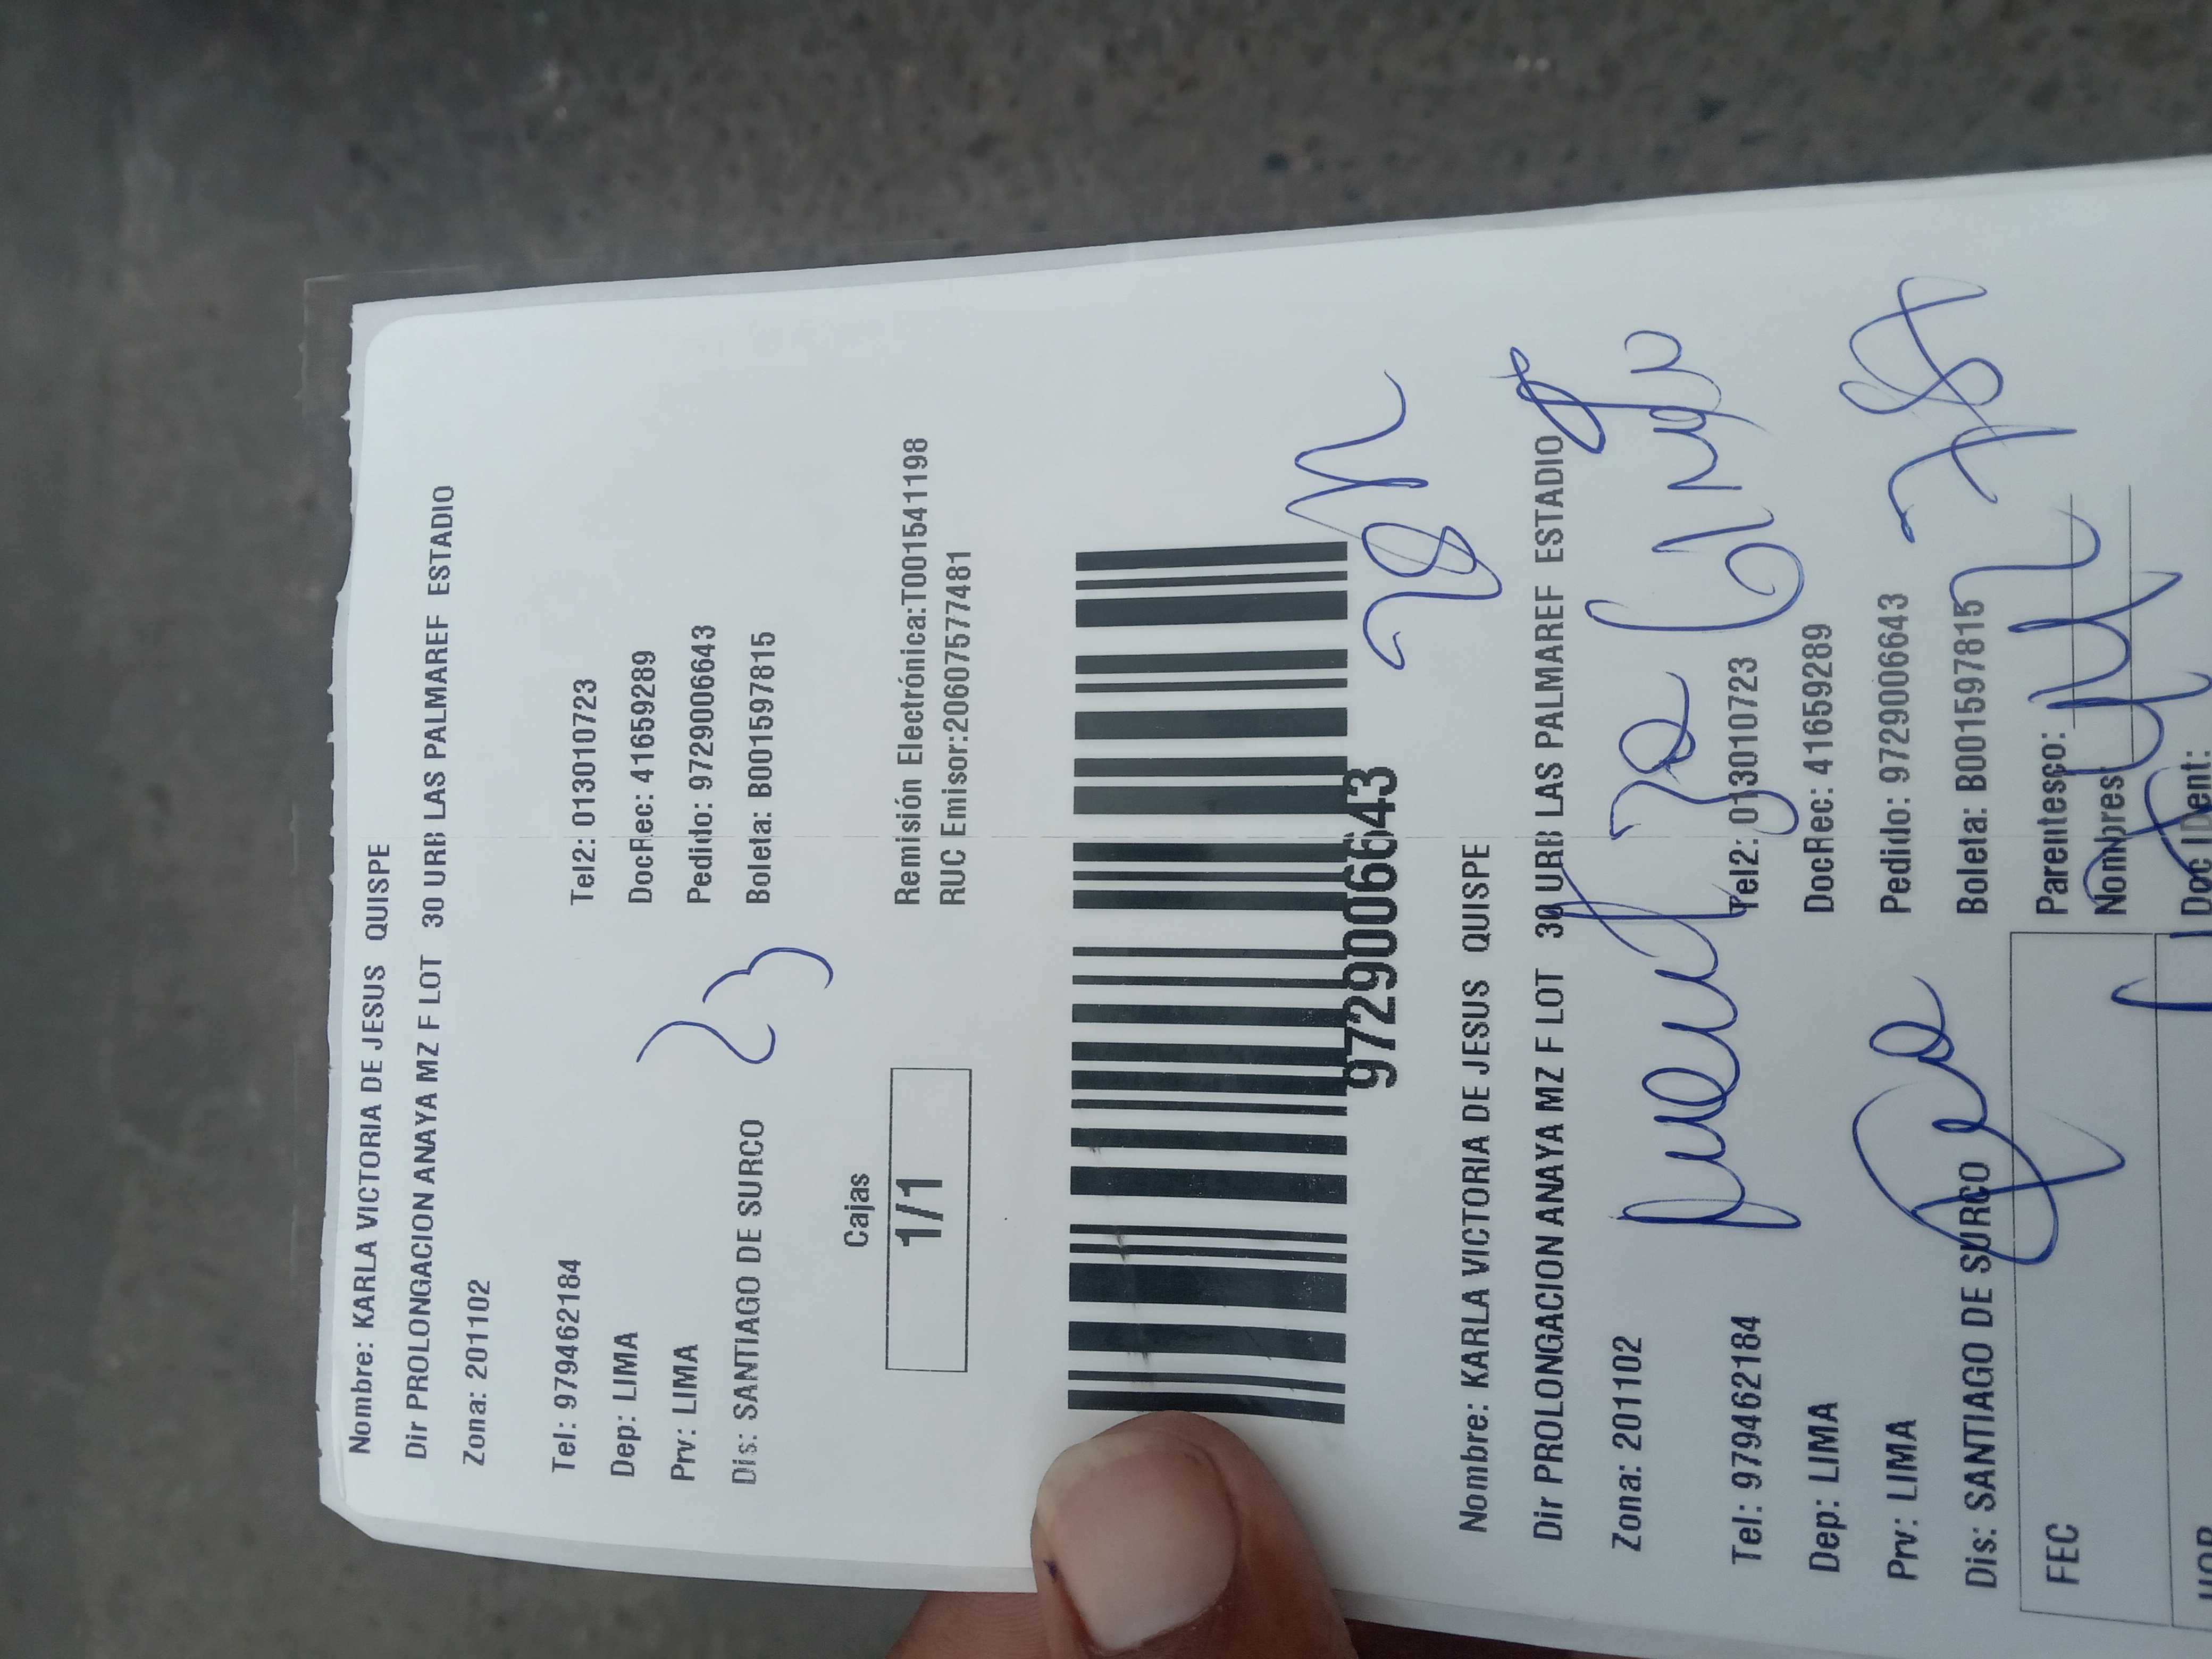 Nombre: KARLA VICTORIA DE JESUS QUISPE
Dir PROLONGACION ANAYA MZ F LOT 30 URB LAS PALMAREF ESTADIO
Zona: 201102
Tel: 979462184 Tel2: 013010723
Dep: LIMA DocRec: 41659289
Prv: LIMA Pedido: 9729006643
Dis: SANTIAGO DE SURCO Boleta: B001597815
23
Cajas
1/1
Remisión Electrónica:T001541198
RUC Emisor:20607577481
9729006643
Nombre: KARLA VICTORIA DE JESUS QUISPE
Dir PROLONGACION ANAYA MZ F LOT 30 URB LAS PALMAREF ESTADIO
Zona: 201102
Tel: 979462184 Tel2: 013010723
Dep: LIMA DocRec: 41659289
Prv: LIMA Pedido: 9729006643
Dis: SANTIAGO DE SURCO Boleta: B001597815
FEC Parentesco:
Nombres:
HOR Doc IDent: